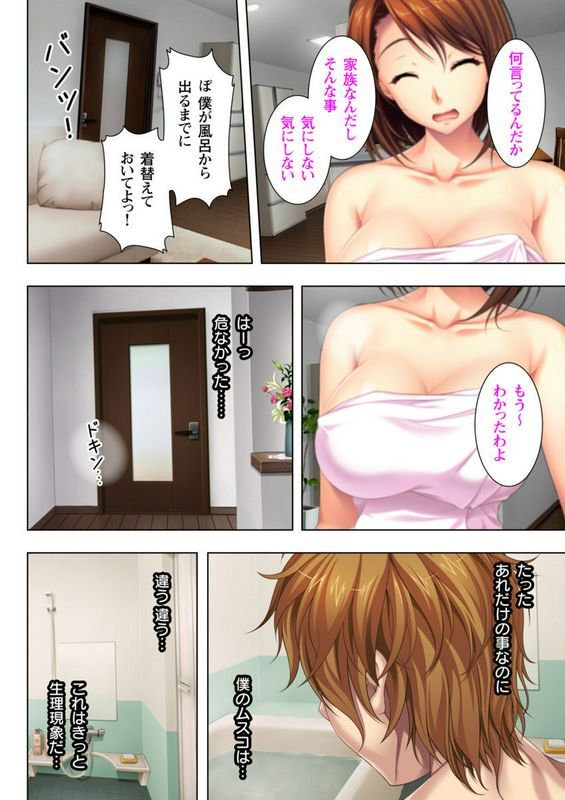 何言ってるんだか
家族なんだし
そんな事
気にしない
気にしない
ぽ 僕が風呂から
出るまでに
着替えて
おいてよっ!
バンッ!
もう～
わかったわよ
はーっ
危なかった……
ドキン…
たった
あれだけの事なのに
僕のムスコは…
違う違う…
これはきっと
生理現象だ…